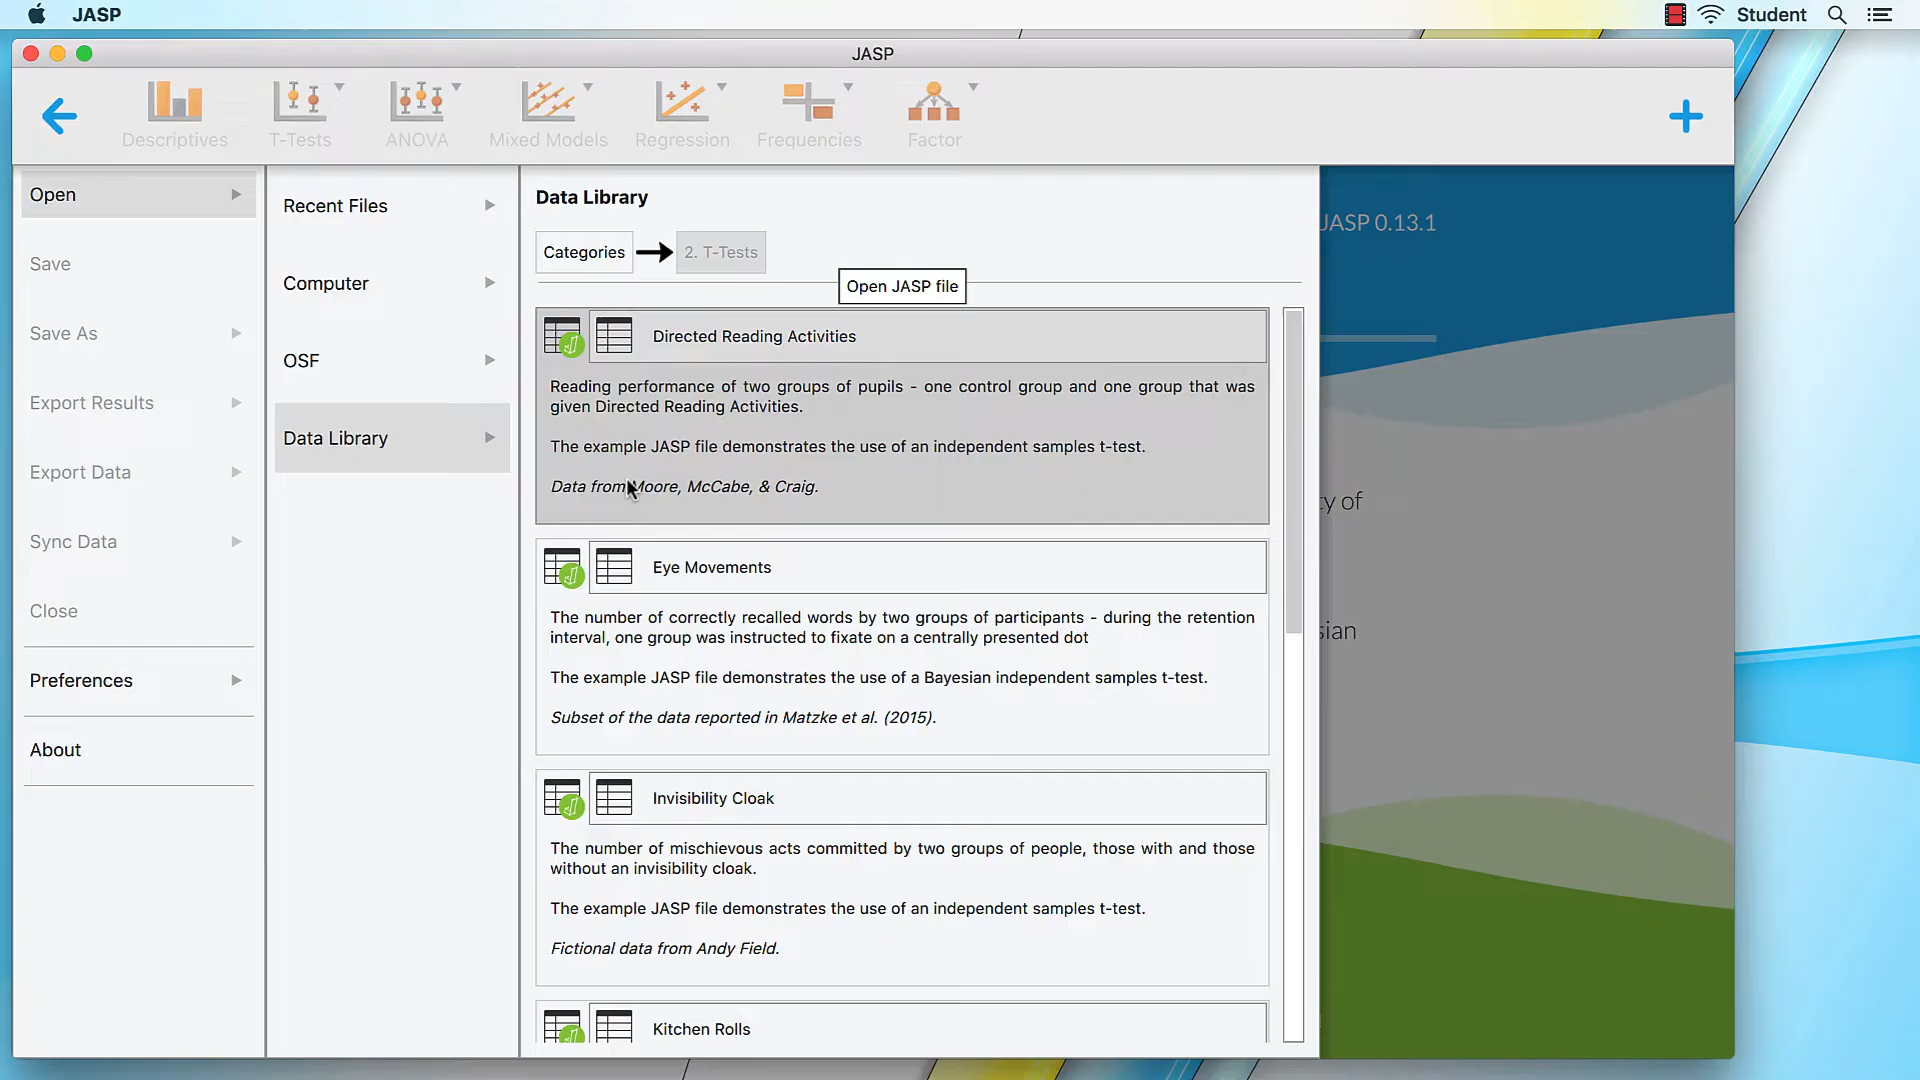 JASP
Student
JASP
Descriptives
T-Tests
ANOVA
Mixed Models
Regression
Frequencies
Factor
Open
Save
Save As
Export Results
Export Data
Sync Data
Close
Preferences
About
Recent Files
Computer
OSF
Data Library
Data Library
Categories
2. T-Tests
Open JASP file
Directed Reading Activities
Reading performance of two groups of pupils - one control group and one group that was
given Directed Reading Activities.
The example JASP file demonstrates the use of an independent samples t-test.
Data from Moore, McCabe, & Craig.
Eye Movements
The number of correctly recalled words by two groups of participants - during the retention
interval, one group was instructed to fixate on a centrally presented dot
The example JASP file demonstrates the use of a Bayesian independent samples t-test.
Subset of the data reported in Matzke et al. (2015).
Invisibility Cloak
The number of mischievous acts committed by two groups of people, those with and those
without an invisibility cloak.
The example JASP file demonstrates the use of an independent samples t-test.
Fictional data from Andy Field.
Kitchen Rolls
JASP 0.13.1
of